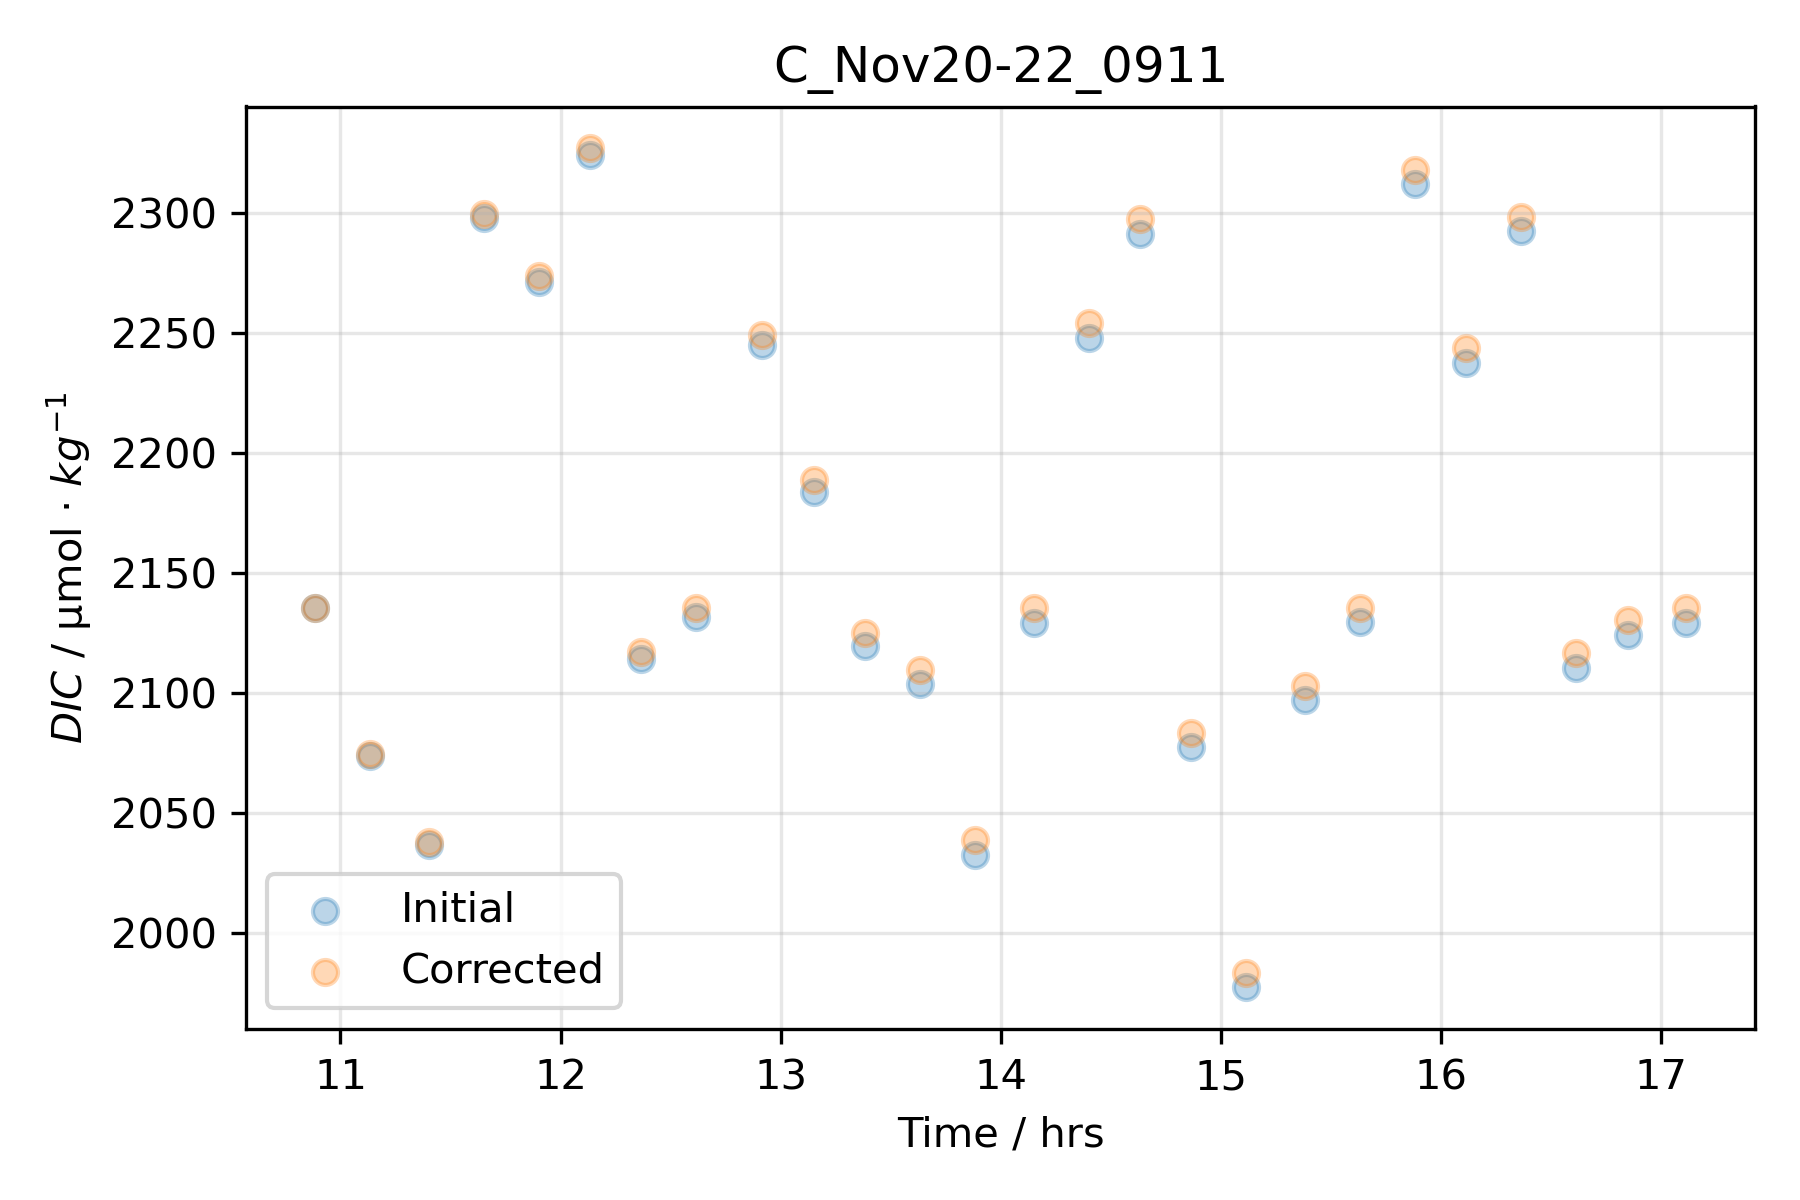 C_Nov20-22_0911
DIC / µmol · kg⁻¹
2300
2250
2200
2150
2100
2050
2000
Initial
Corrected
11 12 13 14 15 16 17
Time / hrs